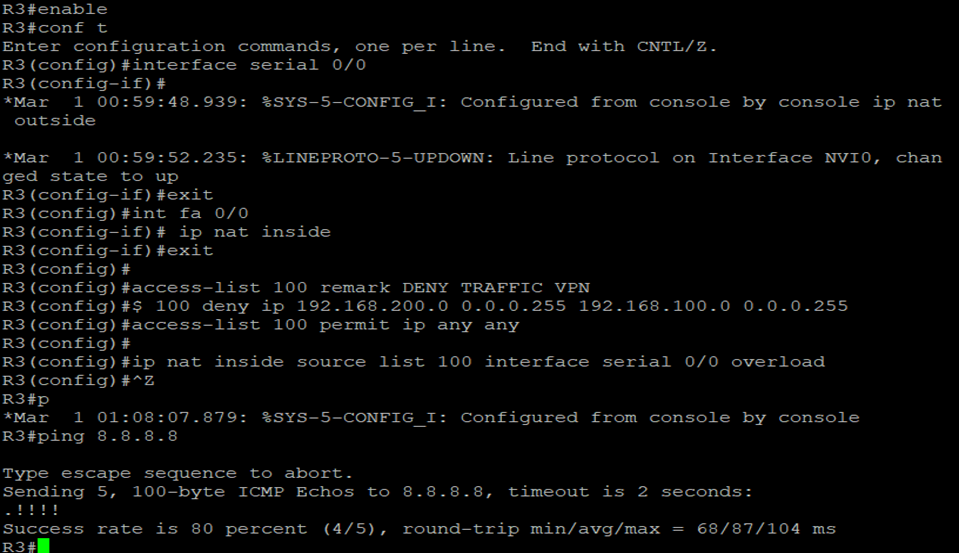 R3#enable
R3#conf t
Enter configuration commands, one per line.  End with CNTL/Z.
R3(config)#interface serial 0/0
R3(config-if)#
*Mar  1 00:59:48.939: %SYS-5-CONFIG_I: Configured from console by console ip nat
 outside
*Mar  1 00:59:52.235: %LINEPROTO-5-UPDOWN: Line protocol on Interface NVI0, chan
ged state to up
R3(config-if)#exit
R3(config)#int fa 0/0
R3(config-if)# ip nat inside
R3(config-if)#exit
R3(config)#
R3(config)#access-list 100 remark DENY TRAFFIC VPN
R3(config)#$ 100 deny ip 192.168.200.0 0.0.0.255 192.168.100.0 0.0.0.255
R3(config)#access-list 100 permit ip any any
R3(config)#
R3(config)#ip nat inside source list 100 interface serial 0/0 overload
R3(config)#^Z
R3#p
*Mar  1 01:08:07.879: %SYS-5-CONFIG_I: Configured from console by console
R3#ping 8.8.8.8
Type escape sequence to abort.
Sending 5, 100-byte ICMP Echos to 8.8.8.8, timeout is 2 seconds:
.!!!!
Success rate is 80 percent (4/5), round-trip min/avg/max = 68/87/104 ms
R3#